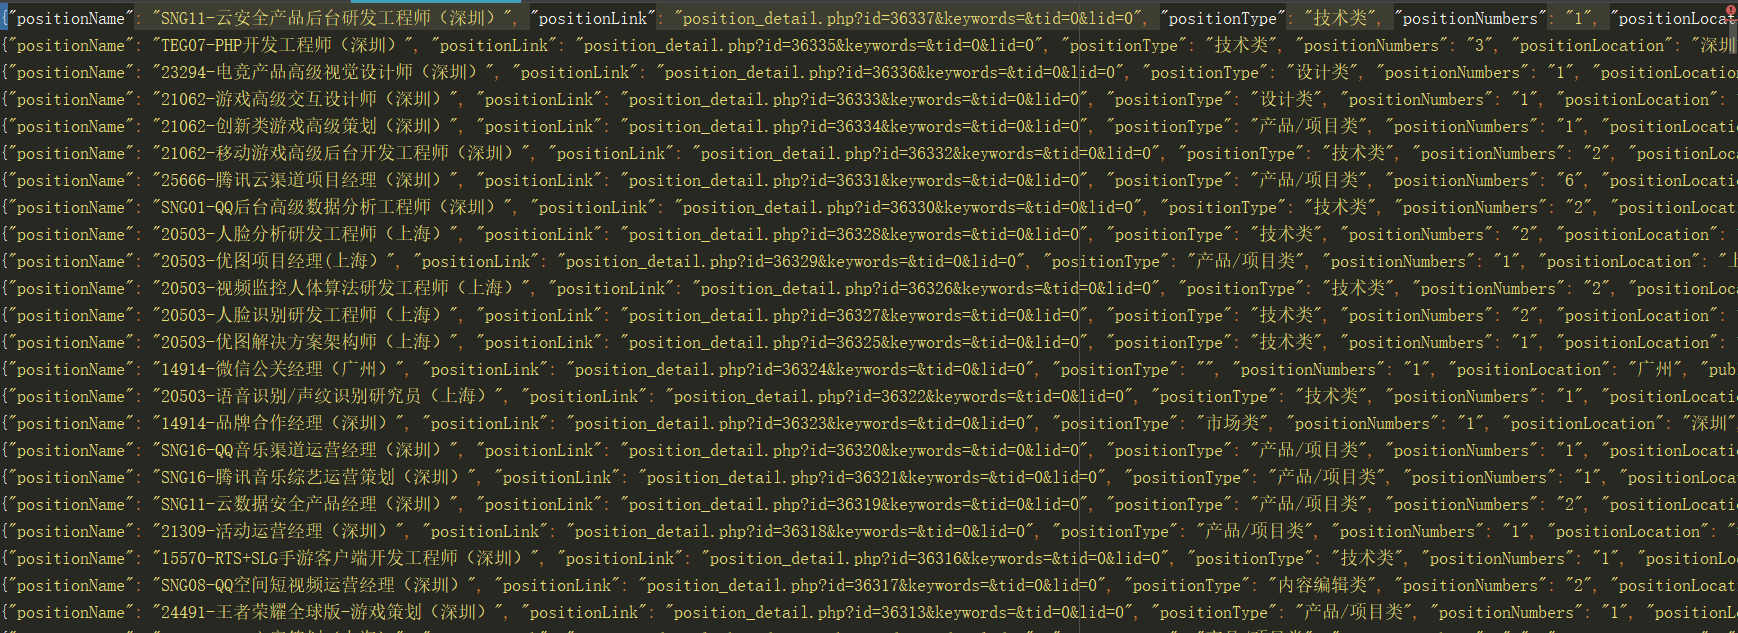 {"positionName": "SNG11-云安全产品后台研发工程师（深圳）", "positionLink": "position_detail.php?id=36337&keywords=&tid=0&lid=0", "positionType": "技术类", "positionNumbers": "1", "positionLocat
{"positionName": "TEG07-PHP开发工程师（深圳）", "positionLink": "position_detail.php?id=36335&keywords=&tid=0&lid=0", "positionType": "技术类", "positionNumbers": "3", "positionLocation": "深圳
{"positionName": "23294-电竞产品高级视觉设计师（深圳）", "positionLink": "position_detail.php?id=36336&keywords=&tid=0&lid=0", "positionType": "设计类", "positionNumbers": "1", "positionLocation
{"positionName": "21062-游戏高级交互设计师（深圳）", "positionLink": "position_detail.php?id=36333&keywords=&tid=0&lid=0", "positionType": "设计类", "positionNumbers": "1", "positionLocation":
{"positionName": "21062-创新类游戏高级策划（深圳）", "positionLink": "position_detail.php?id=36334&keywords=&tid=0&lid=0", "positionType": "产品/项目类", "positionNumbers": "1", "positionLocati
{"positionName": "21062-移动游戏高级后台开发工程师（深圳）", "positionLink": "position_detail.php?id=36332&keywords=&tid=0&lid=0", "positionType": "技术类", "positionNumbers": "2", "positionLoc
{"positionName": "25666-腾讯云渠道项目经理（深圳）", "positionLink": "position_detail.php?id=36331&keywords=&tid=0&lid=0", "positionType": "产品/项目类", "positionNumbers": "6", "positionLocati
{"positionName": "SNG01-QQ后台高级数据分析工程师（深圳）", "positionLink": "position_detail.php?id=36330&keywords=&tid=0&lid=0", "positionType": "技术类", "positionNumbers": "2", "positionLocat
{"positionName": "20503-人脸分析研发工程师（上海）", "positionLink": "position_detail.php?id=36328&keywords=&tid=0&lid=0", "positionType": "技术类", "positionNumbers": "2", "positionLocation":
{"positionName": "20503-优图项目经理(上海）", "positionLink": "position_detail.php?id=36329&keywords=&tid=0&lid=0", "positionType": "产品/项目类", "positionNumbers": "1", "positionLocation": "上
{"positionName": "20503-视频监控人体算法研发工程师（上海）", "positionLink": "position_detail.php?id=36326&keywords=&tid=0&lid=0", "positionType": "技术类", "positionNumbers": "2", "positionLoc
{"positionName": "20503-人脸识别研发工程师（上海）", "positionLink": "position_detail.php?id=36327&keywords=&tid=0&lid=0", "positionType": "技术类", "positionNumbers": "2", "positionLocation":
{"positionName": "20503-优图解决方案架构师（上海）", "positionLink": "position_detail.php?id=36325&keywords=&tid=0&lid=0", "positionType": "技术类", "positionNumbers": "1", "positionLocation":
{"positionName": "14914-微信公关经理（广州）", "positionLink": "position_detail.php?id=36324&keywords=&tid=0&lid=0", "positionType": "", "positionNumbers": "1", "positionLocation": "广州", "pub
{"positionName": "20503-语音识别/声纹识别研究员（上海）", "positionLink": "position_detail.php?id=36322&keywords=&tid=0&lid=0", "positionType": "技术类", "positionNumbers": "1", "positionLocation
{"positionName": "14914-品牌合作经理（深圳）", "positionLink": "position_detail.php?id=36323&keywords=&tid=0&lid=0", "positionType": "市场类", "positionNumbers": "1", "positionLocation": "深圳",
{"positionName": "SNG16-QQ音乐渠道运营经理（深圳）", "positionLink": "position_detail.php?id=36320&keywords=&tid=0&lid=0", "positionType": "产品/项目类", "positionNumbers": "1", "positionLocati
{"positionName": "SNG16-腾讯音乐综艺运营策划（深圳）", "positionLink": "position_detail.php?id=36321&keywords=&tid=0&lid=0", "positionType": "产品/项目类", "positionNumbers": "1", "positionLoca
{"positionName": "SNG11-云数据安全产品经理（深圳）", "positionLink": "position_detail.php?id=36319&keywords=&tid=0&lid=0", "positionType": "产品/项目类", "positionNumbers": "2", "positionLocati
{"positionName": "21309-活动运营经理（深圳）", "positionLink": "position_detail.php?id=36318&keywords=&tid=0&lid=0", "positionType": "产品/项目类", "positionNumbers": "1", "positionLocation":
{"positionName": "15570-RTS+SLG手游客户端开发工程师（深圳）", "positionLink": "position_detail.php?id=36316&keywords=&tid=0&lid=0", "positionType": "技术类", "positionNumbers": "1", "positionLo
{"positionName": "SNG08-QQ空间短视频运营经理（深圳）", "positionLink": "position_detail.php?id=36317&keywords=&tid=0&lid=0", "positionType": "内容编辑类", "positionNumbers": "2", "positionLocat
{"positionName": "24491-王者荣耀全球版-游戏策划（深圳）", "positionLink": "position_detail.php?id=36313&keywords=&tid=0&lid=0", "positionType": "产品/项目类", "positionNumbers": "1", "positionL